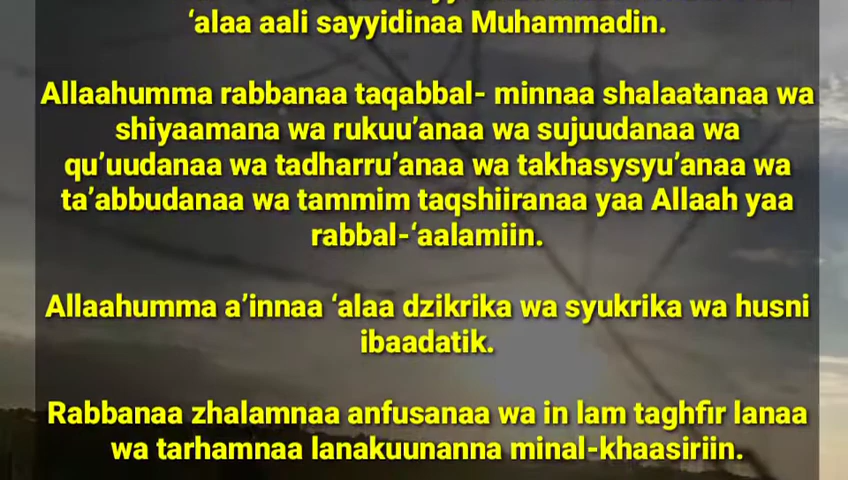 ‘alaa aali sayyidinaa Muhammadin.
Allaahumma rabbanaa taqabbal- minnaa shalaatanaa wa
shiyaamana wa rukuu’anaa wa sujuudanaa wa
qu’uudanaa wa tadharru’anaa wa takhasysyu’anaa wa
ta’abbudanaa wa tammim taqshiiranaa yaa Allaah yaa
rabbal-‘aalamiin.
Allaahumma a’innaa ‘alaa dzikrika wa syukrika wa husni
ibaadatik.
Rabbanaa zhalamnaa anfusanaa wa in lam taghfir lanaa
wa tarhamnaa lanakuunanna minal-khaasiriin.